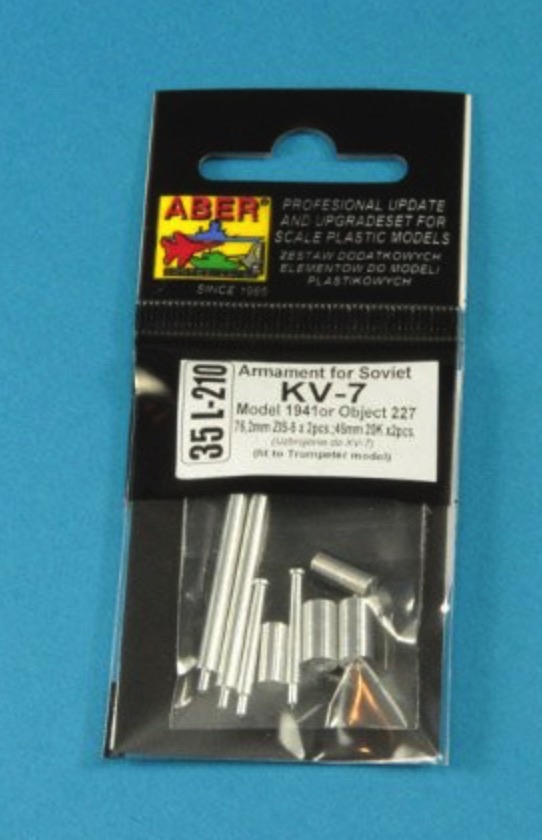 ABER®
PROFESIONAL UPDATE
AND UPGRADESET FOR
SCALE PLASTIC MODELS
ZESTAW DODATKOWYCH
ELEMENTOW DO MODELI
PLASTIKOWYCH
SINCE 1995
35 L-210
Armament for Soviet
KV-7
Model 1941or Object 227
76,2mm ZIS-5 x 2pcs.;45mm 20K x2pcs.
(Uzbrojenie do KV-7)
(fit to Trumpeter model)